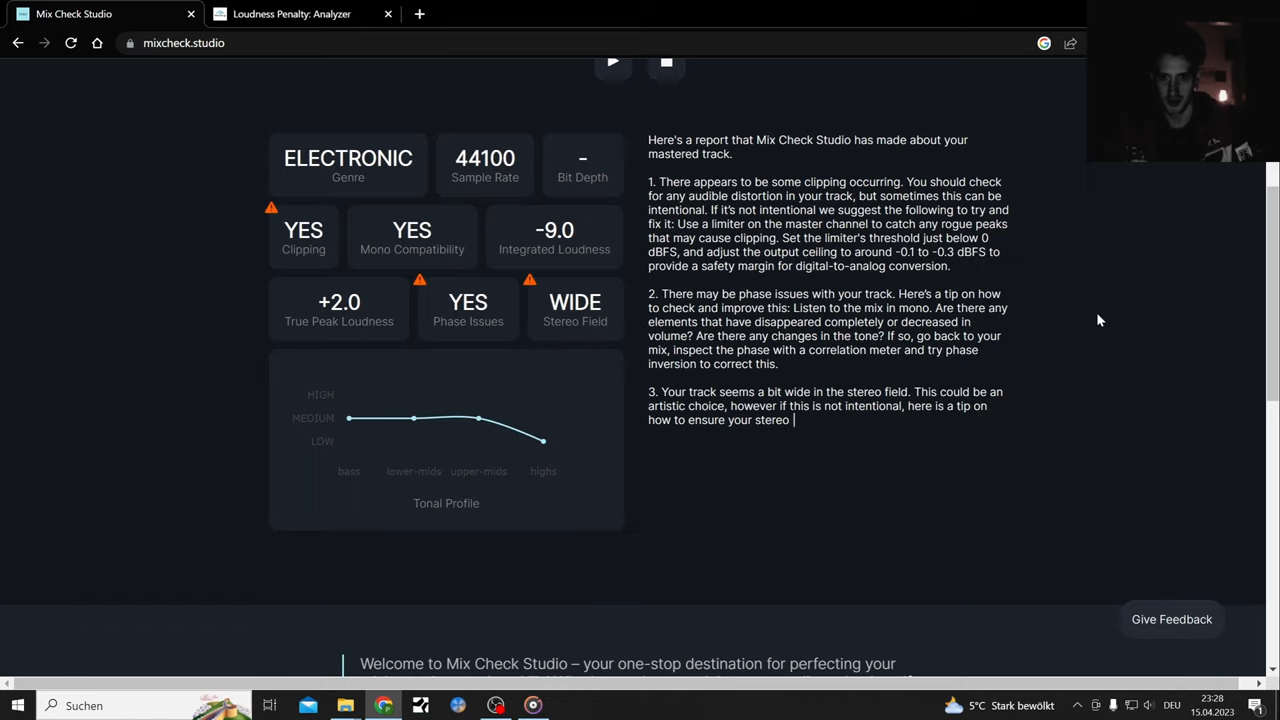 Mix Check Studio
Loudness Penalty: Analyzer
mixcheck.studio
ELECTRONIC
Genre
44100
Sample Rate
-
Bit Depth
YES
Clipping
YES
Mono Compatibility
-9.0
Integrated Loudness
+2.0
True Peak Loudness
YES
Phase Issues
WIDE
Stereo Field
HIGH
MEDIUM
LOW
bass
lower-mids
upper-mids
highs
Tonal Profile
Here's a report that Mix Check Studio has made about your
mastered track.
1. There appears to be some clipping occurring. You should check
for any audible distortion in your track, but sometimes this can be
intentional. If it's not intentional we suggest the following to try and
fix it: Use a limiter on the master channel to catch any rogue peaks
that may cause clipping. Set the limiter's threshold just below 0
dBFS, and adjust the output ceiling to around -0.1 to -0.3 dBFS to
provide a safety margin for digital-to-analog conversion.
2. There may be phase issues with your track. Here's a tip on how
to check and improve this: Listen to the mix in mono. Are there any
elements that have disappeared completely or decreased in
volume? Are there any changes in the tone? If so, go back to your
mix, inspect the phase with a correlation meter and try phase
inversion to correct this.
3. Your track seems a bit wide in the stereo field. This could be an
artistic choice, however if this is not intentional, here is a tip on
how to ensure your stereo
Give Feedback
Welcome to Mix Check Studio – your one-stop destination for perfecting your
Suchen
5°C Stark bewölkt
DEU
23:28
15.04.2023